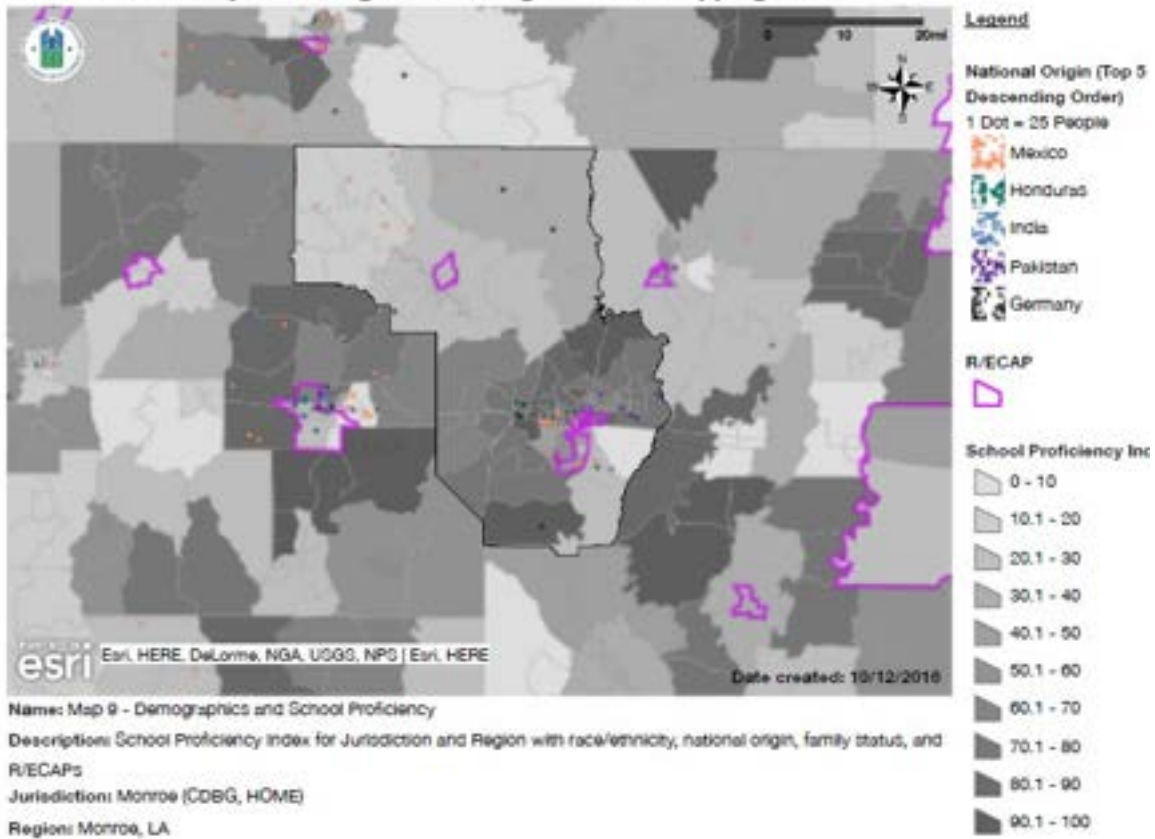 0 10 20mi
N
W E
S
Legend
National Origin (Top 5
Descending Order)
1 Dot = 25 People
Mexico
Honduras
India
Pakistan
Germany
R/ECAP
School Proficiency Ind
0 - 10
10.1 - 20
20.1 - 30
30.1 - 40
40.1 - 50
50.1 - 60
60.1 - 70
70.1 - 80
80.1 - 90
90.1 - 100
esri
Esri, HERE, DeLorme, NGA, USGS, NPS | Esri, HERE
Date created: 10/12/2016
Name: Map 9 - Demographics and School Proficiency
Description: School Proficiency Index for Jurisdiction and Region with race/ethnicity, national origin, family status, and
R/ECAPs
Jurisdiction: Monroe (CDBG, HOME)
Region: Monroe, LA